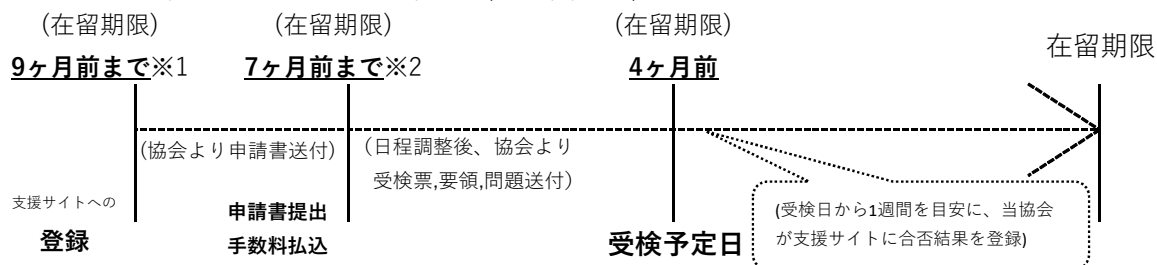 (在留期限)
(在留期限)
(在留期限)
在留期限
9ヶ月前まで※1
7ヶ月前まで※2
4ヶ月前
(協会より申請書送付)
(日程調整後、協会より
受検票,要領,問題送付)
支援サイトへの
登録
申請書提出
手数料払込
受検予定日
(受検日から1週間を目安に、当協会
が支援サイトに合否結果を登録)